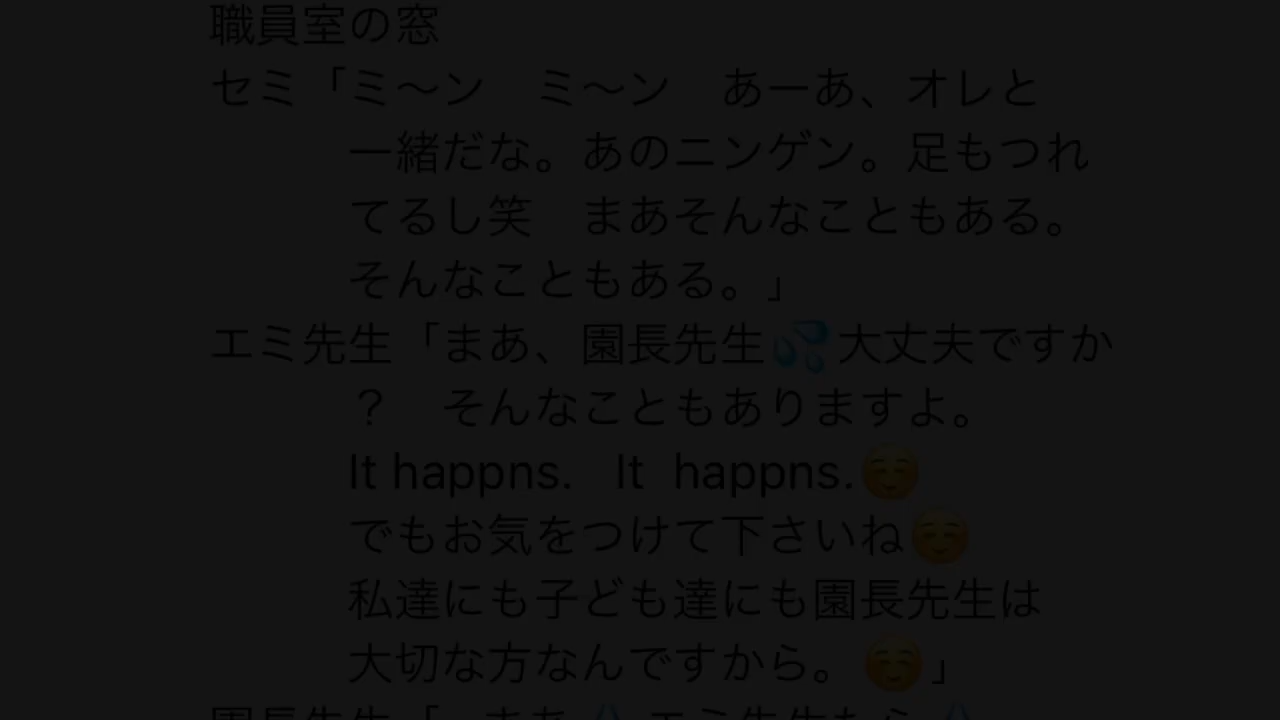 職員室の窓
セミ「ミ〜ン　ミ〜ン　あーあ、オレと
一緒だな。あのニンゲン。足もつれ
てるし笑　まあそんなこともある。
そんなこともある。」
エミ先生「まあ、園長先生💦大丈夫ですか
？　そんなこともありますよ。
It happns.　It  happns.☺️
でもお気をつけて下さいね☺️
私達にも子ども達にも園長先生は
大切な方なんですから。☺️」
園長先生「